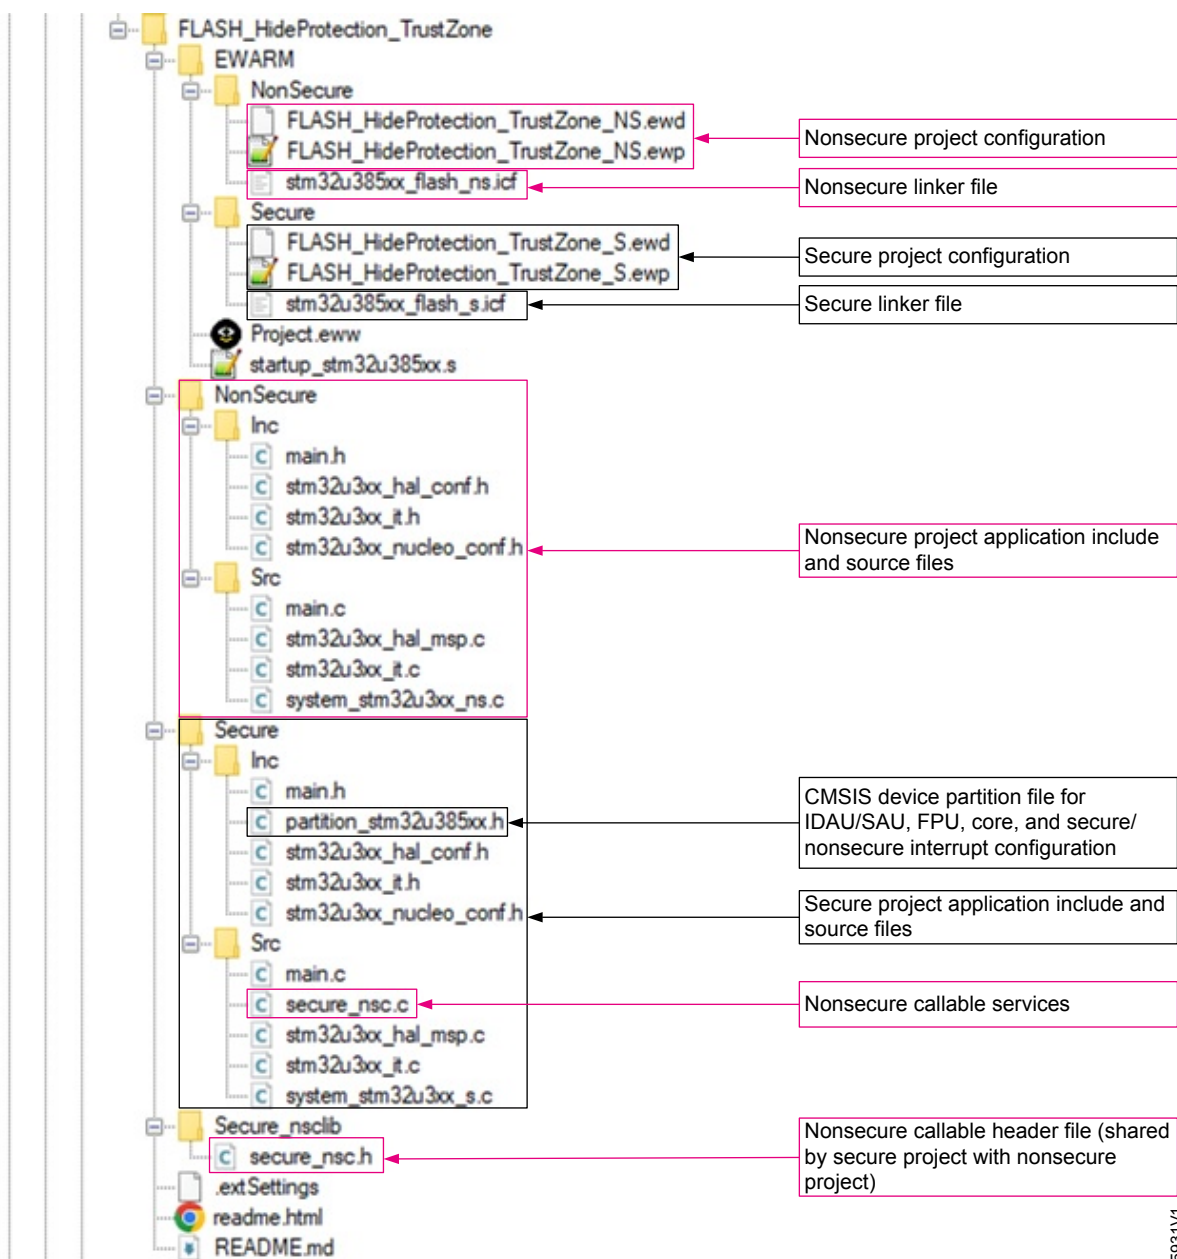 FLASH_HideProtection_TrustZone
EWARM
NonSecure
FLASH_HideProtection_TrustZone_NS.ewd
FLASH_HideProtection_TrustZone_NS.ewp
Nonsecure project configuration
stm32u385xx_flash_ns.icf
Nonsecure linker file
Secure
FLASH_HideProtection_TrustZone_S.ewd
FLASH_HideProtection_TrustZone_S.ewp
Secure project configuration
stm32u385xx_flash_s.icf
Secure linker file
Project.eww
startup_stm32u385xx.s
NonSecure
Inc
main.h
stm32u3xx_hal_conf.h
stm32u3xx_it.h
stm32u3xx_nucleo_conf.h
Nonsecure project application include
and source files
Src
main.c
stm32u3xx_hal_msp.c
stm32u3xx_it.c
system_stm32u3xx_ns.c
Secure
Inc
main.h
partition_stm32u385xx.h
CMSIS device partition file for
IDAU/SAU, FPU, core, and secure/
nonsecure interrupt configuration
stm32u3xx_hal_conf.h
stm32u3xx_it.h
stm32u3xx_nucleo_conf.h
Secure project application include and
source files
Src
main.c
secure_nsc.c
Nonsecure callable services
stm32u3xx_hal_msp.c
stm32u3xx_it.c
system_stm32u3xx_s.c
Secure_nsclib
secure_nsc.h
Nonsecure callable header file (shared
by secure project with nonsecure
project)
.extSettings
readme.html
README.md